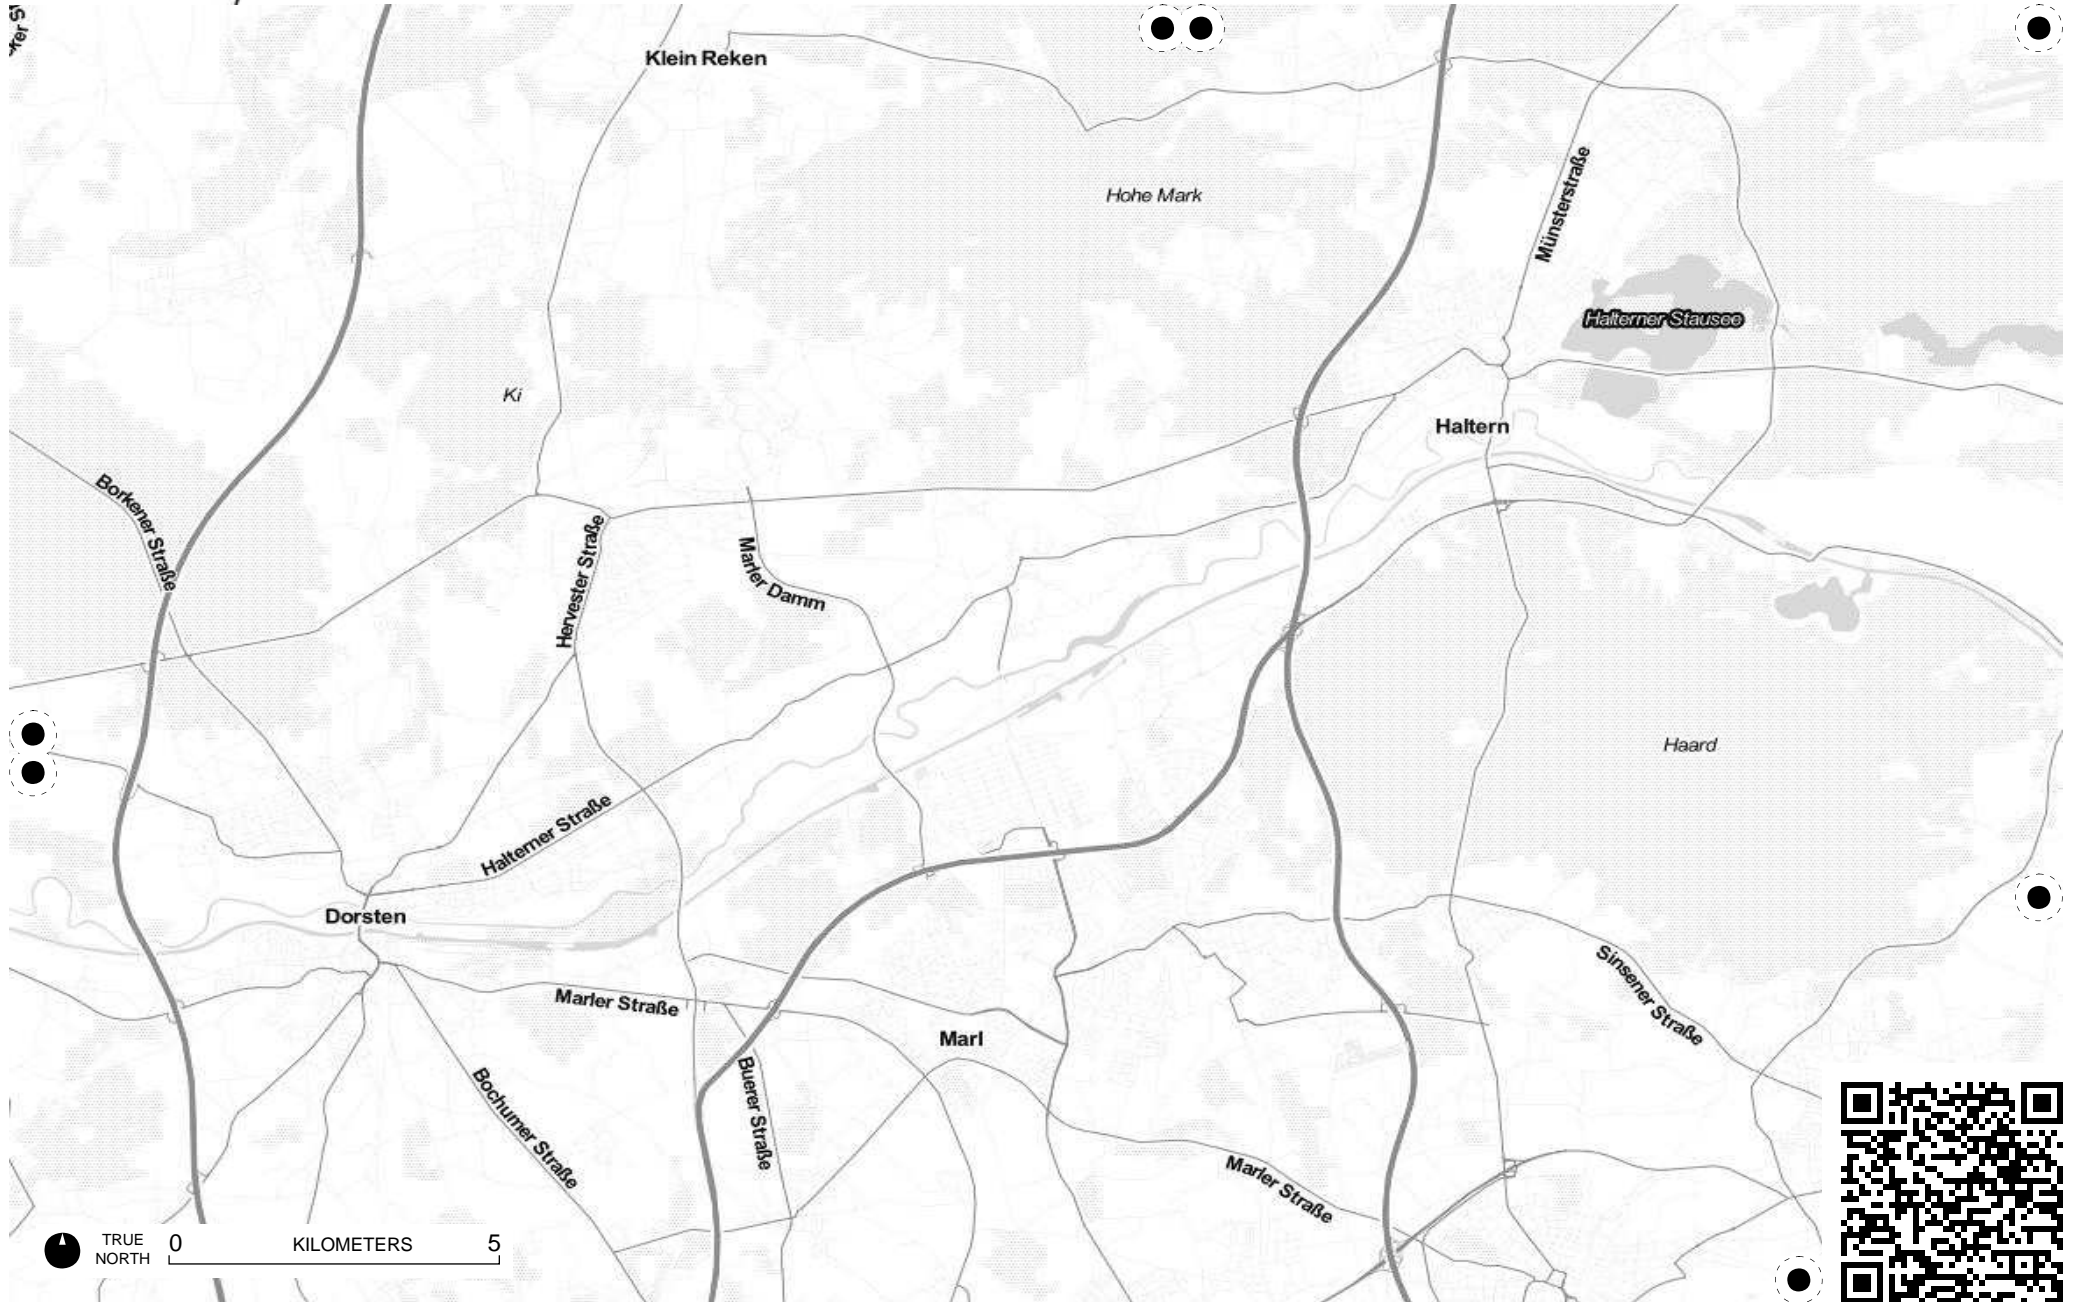 Klein Reken
Hohe Mark
Münsterstraße
Halterner Stausee
Ki
Haltern
Borkener Straße
Hervester Straße
Marler Damm
Haard
Halterner Straße
Dorsten
Sinsener Straße
Marler Straße
Marl
Bochumer Straße
Buerer Straße
Marler Straße
TRUE
NORTH
0 KILOMETERS 5